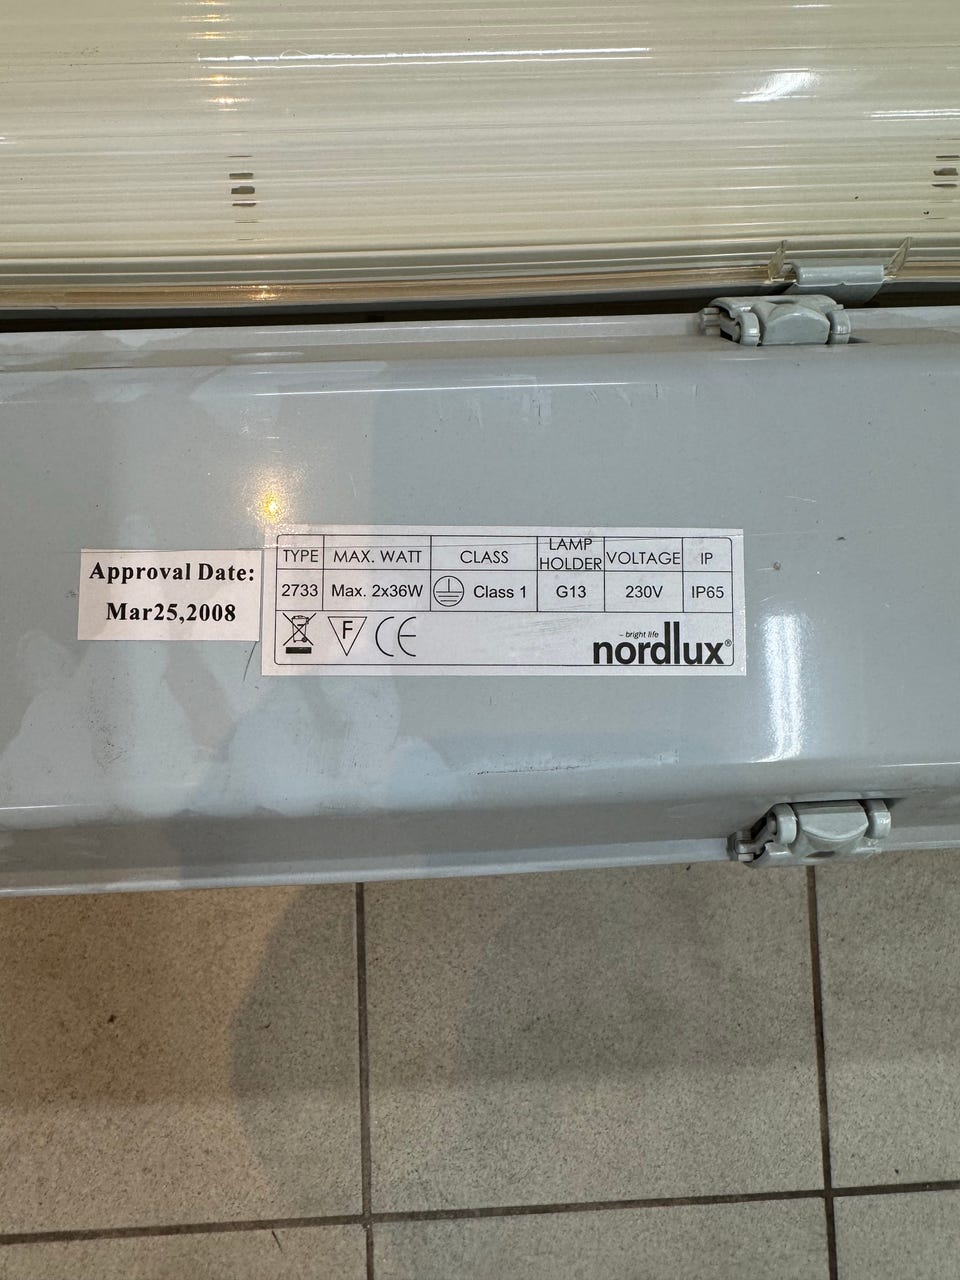 Approval Date:
Mar25,2008
TYPE MAX. WATT CLASS LAMP HOLDER VOLTAGE IP
2733 Max. 2x36W Class 1 G13 230V IP65
F CE
– bright life
nordlux®